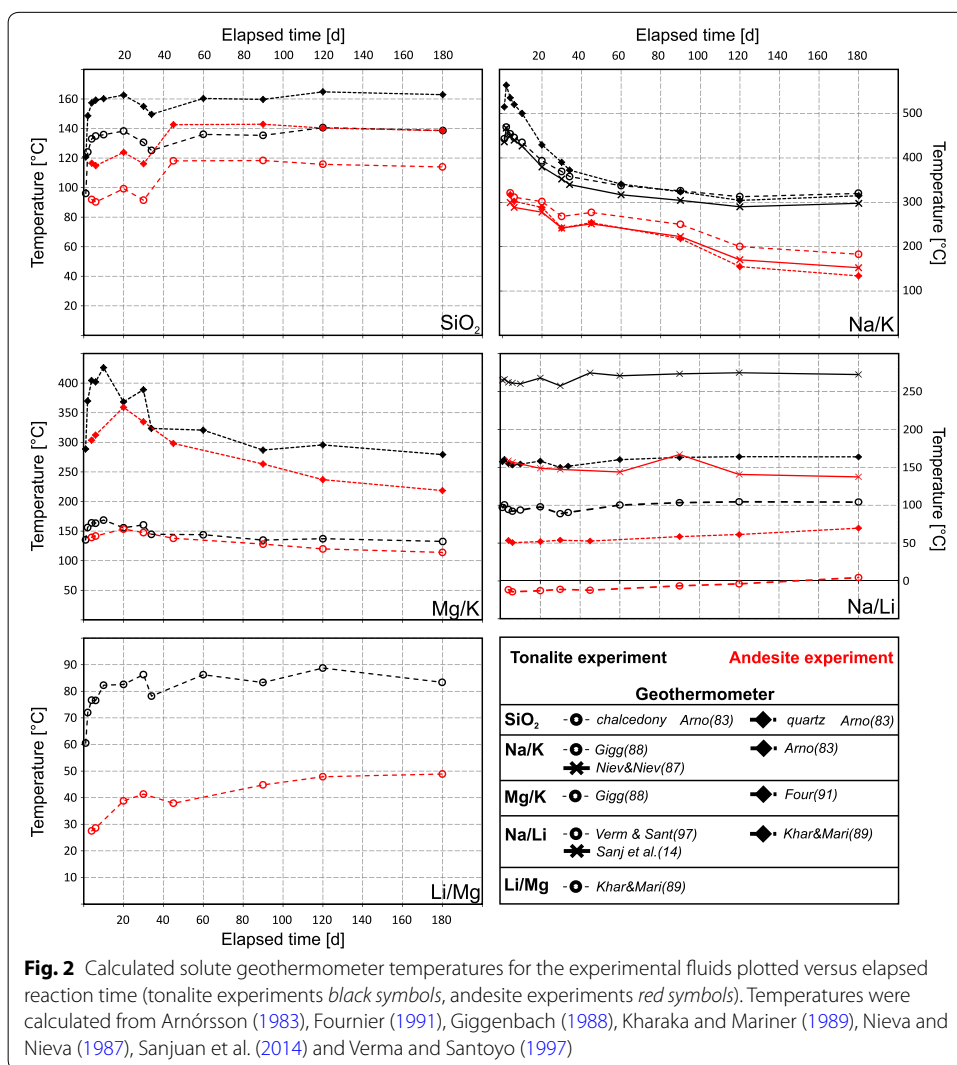 Elapsed time [d]
20 40 60 80 100 120 140 160 180
Temperature [°C]
160
140
120
100
80
60
40
20
SiO₂
Elapsed time [d]
20 40 60 80 100 120 140 160 180
500
400
300
200
100
Temperature [°C]
Na/K
Temperature [°C]
400
350
300
250
200
150
100
50
Mg/K
250
200
150
100
50
0
Temperature [°C]
Na/Li
Temperature [°C]
90
80
70
60
50
40
30
20
10
Li/Mg
20 40 60 80 100 120 140 160 180
Elapsed time [d]
Tonalite experiment Andesite experiment
Geothermometer
SiO₂ chalcedony Arno(83) quartz Arno(83)
Na/K Gigg(88) Arno(83)
Niev&Niev(87)
Mg/K Gigg(88) Four(91)
Na/Li Verm & Sant(97) Khar&Mari(89)
Sanj et al.(14)
Li/Mg Khar&Mari(89)
Fig. 2 Calculated solute geothermometer temperatures for the experimental fluids plotted versus elapsed
reaction time (tonalite experiments black symbols, andesite experiments red symbols). Temperatures were
calculated from Arnórsson (1983), Fournier (1991), Giggenbach (1988), Kharaka and Mariner (1989), Nieva and
Nieva (1987), Sanjuan et al. (2014) and Verma and Santoyo (1997)